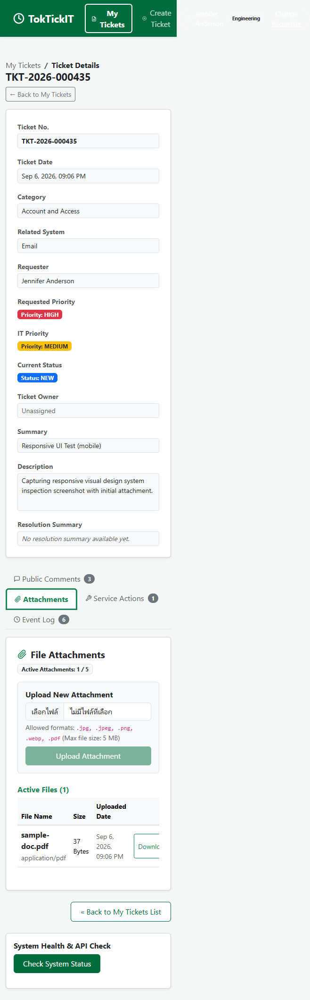 TokTickIT
My Tickets
Create Ticket
Jennifer Anderson
Engineering
Change Requester
My Tickets / Ticket Details
TKT-2026-000435
← Back to My Tickets
Ticket No.
TKT-2026-000435
Ticket Date
Sep 6, 2026, 09:06 PM
Category
Account and Access
Related System
Email
Requester
Jennifer Anderson
Requested Priority
Priority: HIGH
IT Priority
Priority: MEDIUM
Current Status
Status: NEW
Ticket Owner
Unassigned
Summary
Responsive UI Test (mobile)
Description
Capturing responsive visual design system
inspection screenshot with initial attachment.
Resolution Summary
No resolution summary available yet.
Public Comments 3
Attachments
Service Actions 1
Event Log 6
File Attachments
Active Attachments: 1 / 5
Upload New Attachment
เลือกไฟล์ ไม่มีไฟล์ที่เลือก
Allowed formats: .jpg, .jpeg, .png,
.webp, .pdf (Max file size: 5 MB)
Upload Attachment
Active Files (1)
File Name Size Uploaded Date
sample-doc.pdf
application/pdf
37 Bytes
Sep 6, 2026, 09:06 PM
Downlo
« Back to My Tickets List
System Health & API Check
Check System Status